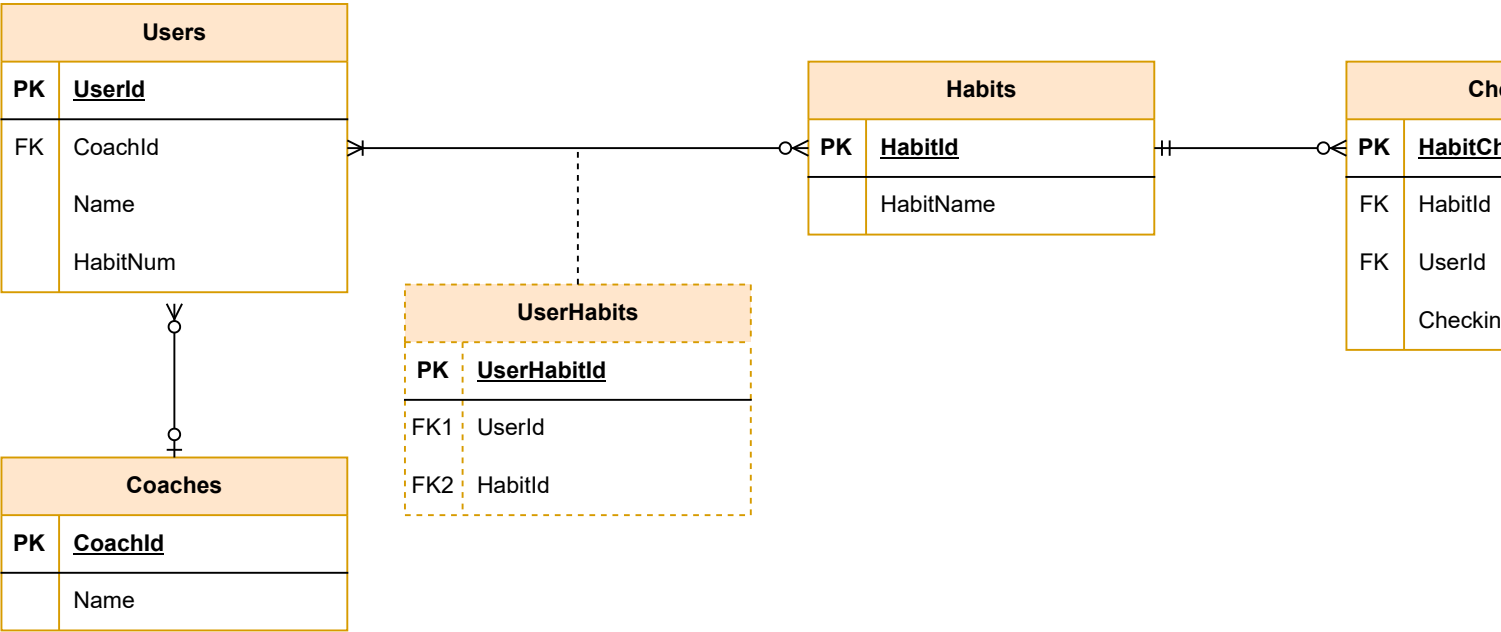 Users
PK UserId
FK CoachId
Name
HabitNum
Habits
PK HabitId
HabitName
PK
FK HabitId
FK UserId
UserHabits
PK UserHabitId
FK1 UserId
FK2 HabitId
Coaches
PK CoachId
Name